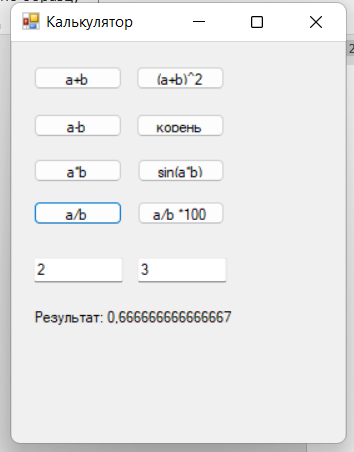 Калькулятор
a+b (a+b)^2
a-b корень
a*b sin(a*b)
a/b a/b *100
2 3
Результат: 0,666666666666667